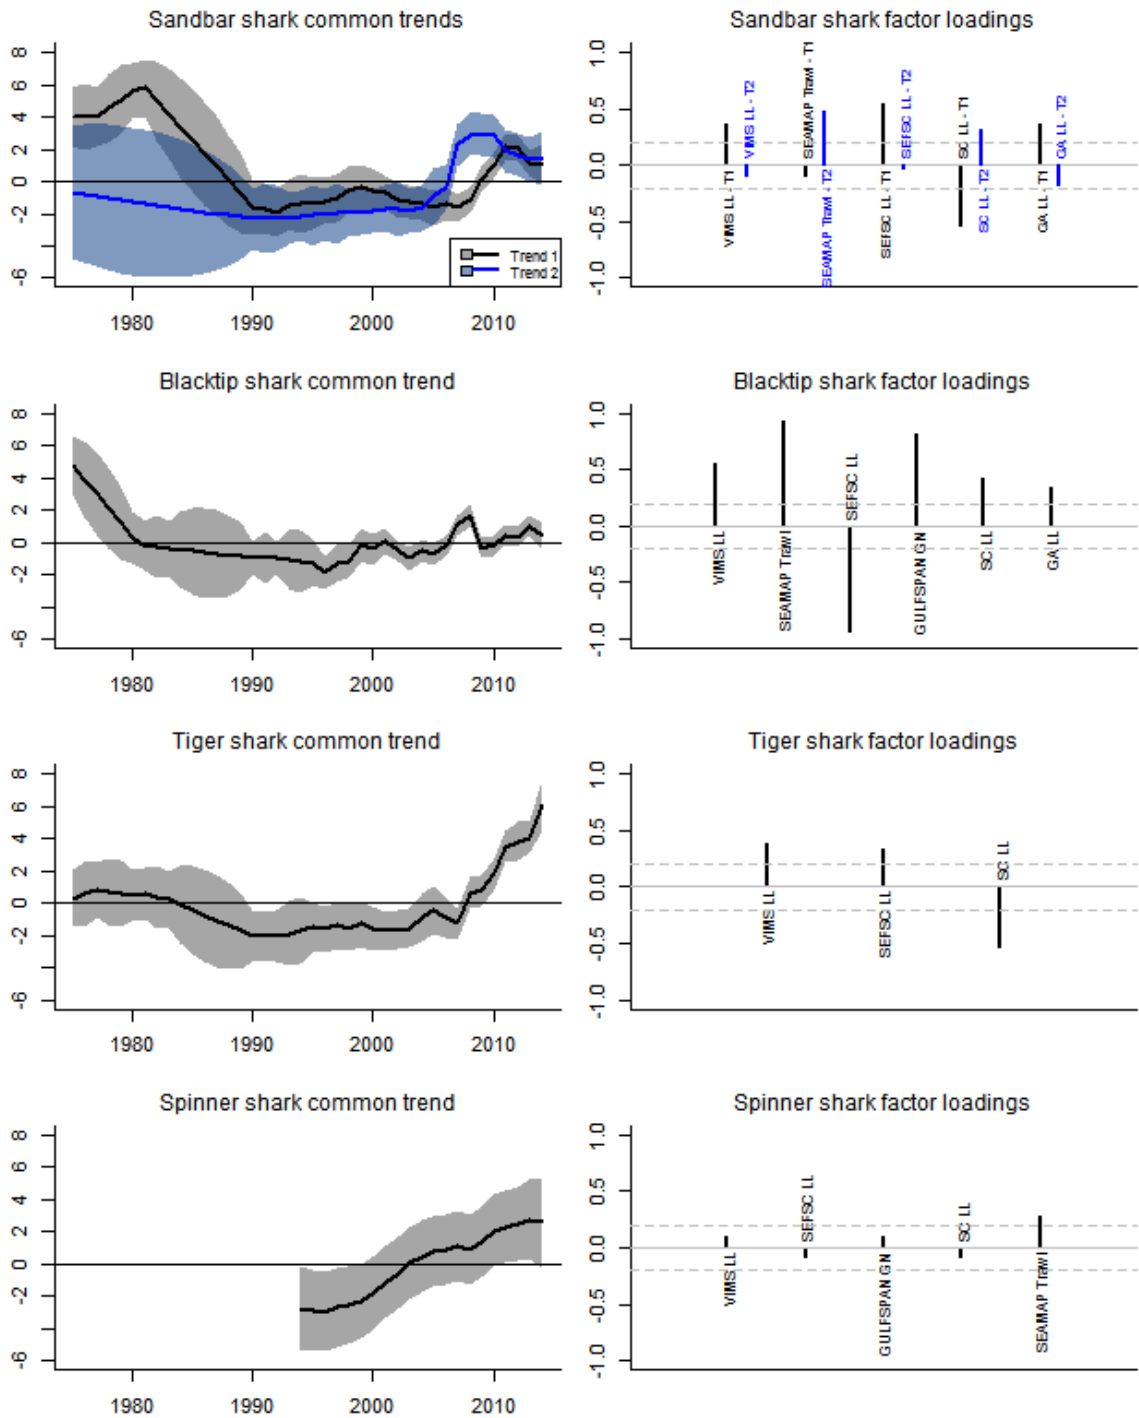 Sandbar shark common trends
8
6
4
2
0
-2
-6
1980
1990
2000
2010
Trend 1
Trend 2
Sandbar shark factor loadings
1.0
0.5
0.0
-0.5
-1.0
VIMS LL - T1
VIMS LL - T2
SEAMAP Trawl - T1
SEAMAP Trawl - T2
SEFSC LL - T1
SEFSC LL - T2
SC LL - T1
SC LL - T2
GA LL - T1
GA LL - T2
Blacktip shark common trend
8
6
4
2
0
-2
-6
1980
1990
2000
2010
Blacktip shark factor loadings
1.0
0.5
0.0
-0.5
-1.0
VIMS LL
SEAMAP Trawl
SEFSC LL
GULFSPAN GN
SC LL
GA LL
Tiger shark common trend
8
6
4
2
0
-2
-6
1980
1990
2000
2010
Tiger shark factor loadings
1.0
0.5
0.0
-0.5
-1.0
VIMS LL
SEFSC LL
SC LL
Spinner shark common trend
8
6
4
2
0
-2
-6
1980
1990
2000
2010
Spinner shark factor loadings
1.0
0.5
0.0
-0.5
-1.0
VIMS LL
SEFSC LL
GULFSPAN GN
SC LL
SEAMAP Trawl